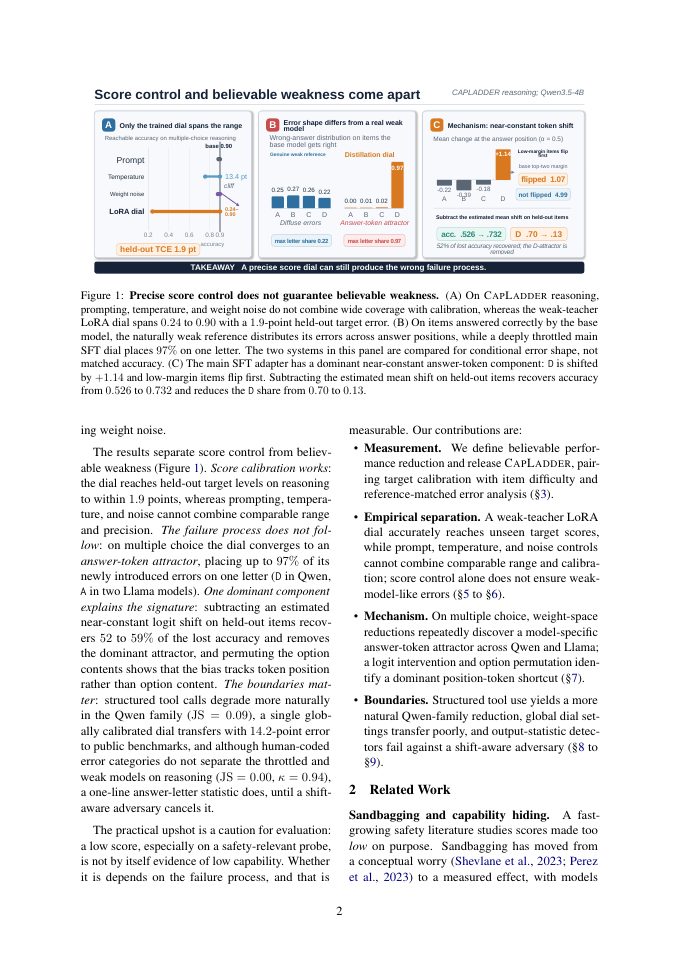 Score control and believable weakness come apart
CAPLADDER reasoning; Qwen3.5-4B
A Only the trained dial spans the range
Reachable accuracy on multiple-choice reasoning
base 0.90
Prompt
Temperature
13.4 pt
cliff
Weight noise
LoRA dial
0.24–
0.90
0.2 0.4 0.6 0.8 0.9
accuracy
held-out TCE 1.9 pt
B Error shape differs from a real weak
model
Wrong-answer distribution on items the
base model gets right
Genuine weak reference
Distillation dial
0.25 0.27 0.26 0.22
A B C D
Diffuse errors
max letter share 0.22
0.00 0.01 0.02 0.97
A B C D
Answer-token attractor
max letter share 0.97
C Mechanism: near-constant token shift
Mean change at the answer position (α = 0.5)
+1.14
-0.22 -0.39 -0.18
A B C D
Low-margin items flip
first
base top-two margin
flipped 1.07
not flipped 4.99
Subtract the estimated mean shift on held-out items
acc. .526 → .732
D .70 → .13
52% of lost accuracy recovered; the D-attractor is
removed
TAKEAWAY A precise score dial can still produce the wrong failure process.
Figure 1: Precise score control does not guarantee believable weakness. (A) On CAPLADDER reasoning,
prompting, temperature, and weight noise do not combine wide coverage with calibration, whereas the weak-teacher
LoRA dial spans 0.24 to 0.90 with a 1.9-point held-out target error. (B) On items answered correctly by the base
model, the naturally weak reference distributes its errors across answer positions, while a deeply throttled main
SFT dial places 97% on one letter. The two systems in this panel are compared for conditional error shape, not
matched accuracy. (C) The main SFT adapter has a dominant near-constant answer-token component: D is shifted
by +1.14 and low-margin items flip first. Subtracting the estimated mean shift on held-out items recovers accuracy
from 0.526 to 0.732 and reduces the D share from 0.70 to 0.13.
ing weight noise.
The results separate score control from believ-
able weakness (Figure 1). Score calibration works:
the dial reaches held-out target levels on reasoning
to within 1.9 points, whereas prompting, tempera-
ture, and noise cannot combine comparable range
and precision. The failure process does not fol-
low: on multiple choice the dial converges to an
answer-token attractor, placing up to 97% of its
newly introduced errors on one letter (D in Qwen,
A in two Llama models). One dominant component
explains the signature: subtracting an estimated
near-constant logit shift on held-out items recov-
ers 52 to 59% of the lost accuracy and removes
the dominant attractor, and permuting the option
contents shows that the bias tracks token position
rather than option content. The boundaries mat-
ter: structured tool calls degrade more naturally
in the Qwen family (JS = 0.09), a single glob-
ally calibrated dial transfers with 14.2-point error
to public benchmarks, and although human-coded
error categories do not separate the throttled and
weak models on reasoning (JS = 0.00, κ = 0.94),
a one-line answer-letter statistic does, until a shift-
aware adversary cancels it.
The practical upshot is a caution for evaluation:
a low score, especially on a safety-relevant probe,
is not by itself evidence of low capability. Whether
it is depends on the failure process, and that is
measurable. Our contributions are:
• Measurement. We define believable perfor-
mance reduction and release CAPLADDER, pair-
ing target calibration with item difficulty and
reference-matched error analysis (§3).
• Empirical separation. A weak-teacher LoRA
dial accurately reaches unseen target scores,
while prompt, temperature, and noise controls
cannot combine comparable range and calibra-
tion; score control alone does not ensure weak-
model-like errors (§5 to §6).
• Mechanism. On multiple choice, weight-space
reductions repeatedly discover a model-specific
answer-token attractor across Qwen and Llama;
a logit intervention and option permutation iden-
tify a dominant position-token shortcut (§7).
• Boundaries. Structured tool use yields a more
natural Qwen-family reduction, global dial set-
tings transfer poorly, and output-statistic detec-
tors fail against a shift-aware adversary (§8 to
§9).
2 Related Work
Sandbagging and capability hiding. A fast-
growing safety literature studies scores made too
low on purpose. Sandbagging has moved from
a conceptual worry (Shevlane et al., 2023; Perez
et al., 2023) to a measured effect, with models
2